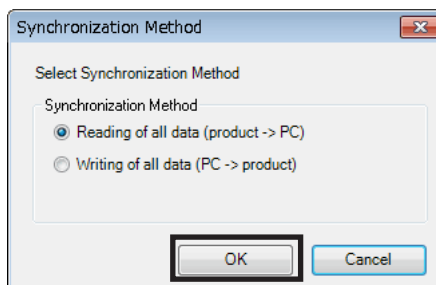 Synchronization Method
Select Synchronization Method
Synchronization Method
Reading of all data (product -> PC)
Writing of all data (PC -> product)
OK Cancel